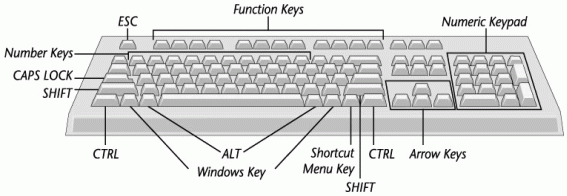 Function Keys
ESC
Numeric Keypad
Number Keys
CAPS LOCK
SHIFT
CTRL
ALT
Windows Key
Shortcut
Menu Key
CTRL
Arrow Keys
SHIFT